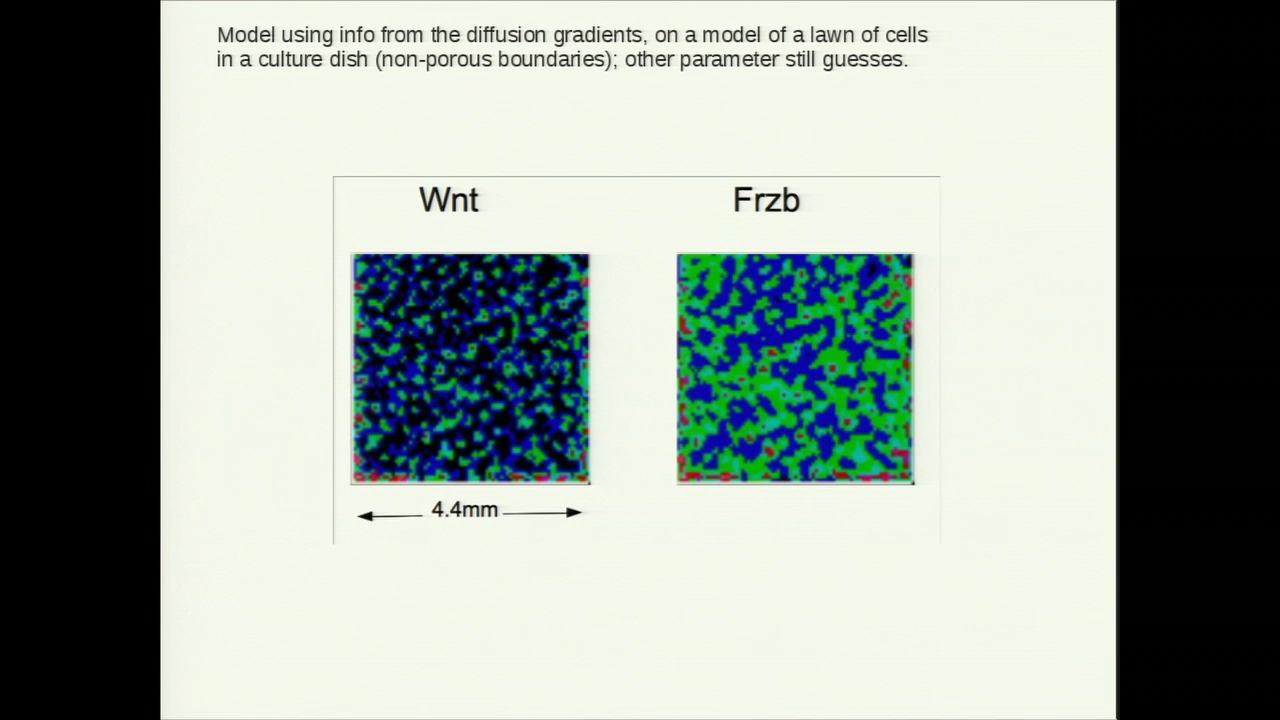 Model using info from the diffusion gradients, on a model of a lawn of cells
in a culture dish (non-porous boundaries); other parameter still guesses.
Wnt
Frzb
4.4mm